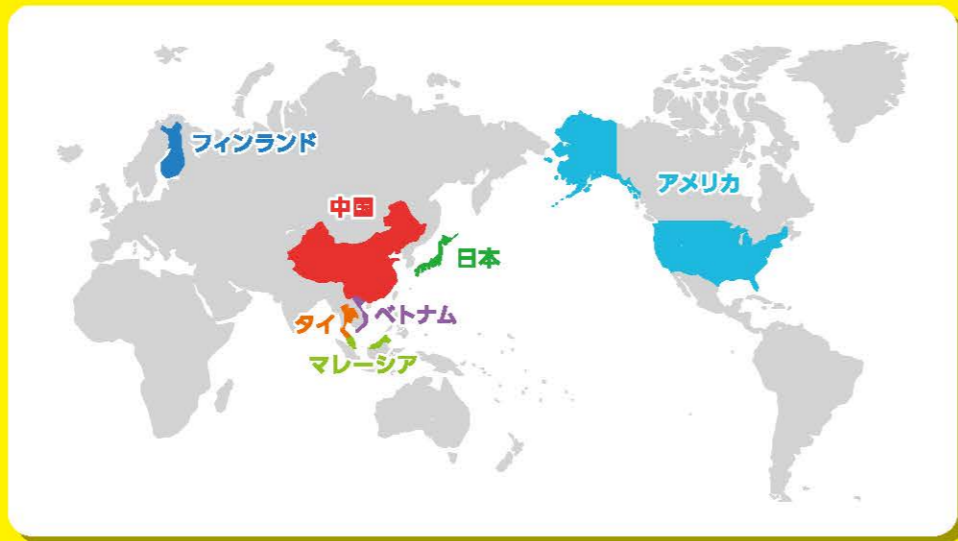 フィンランド
中国
アメリカ
日本
タイ
ベトナム
マレーシア